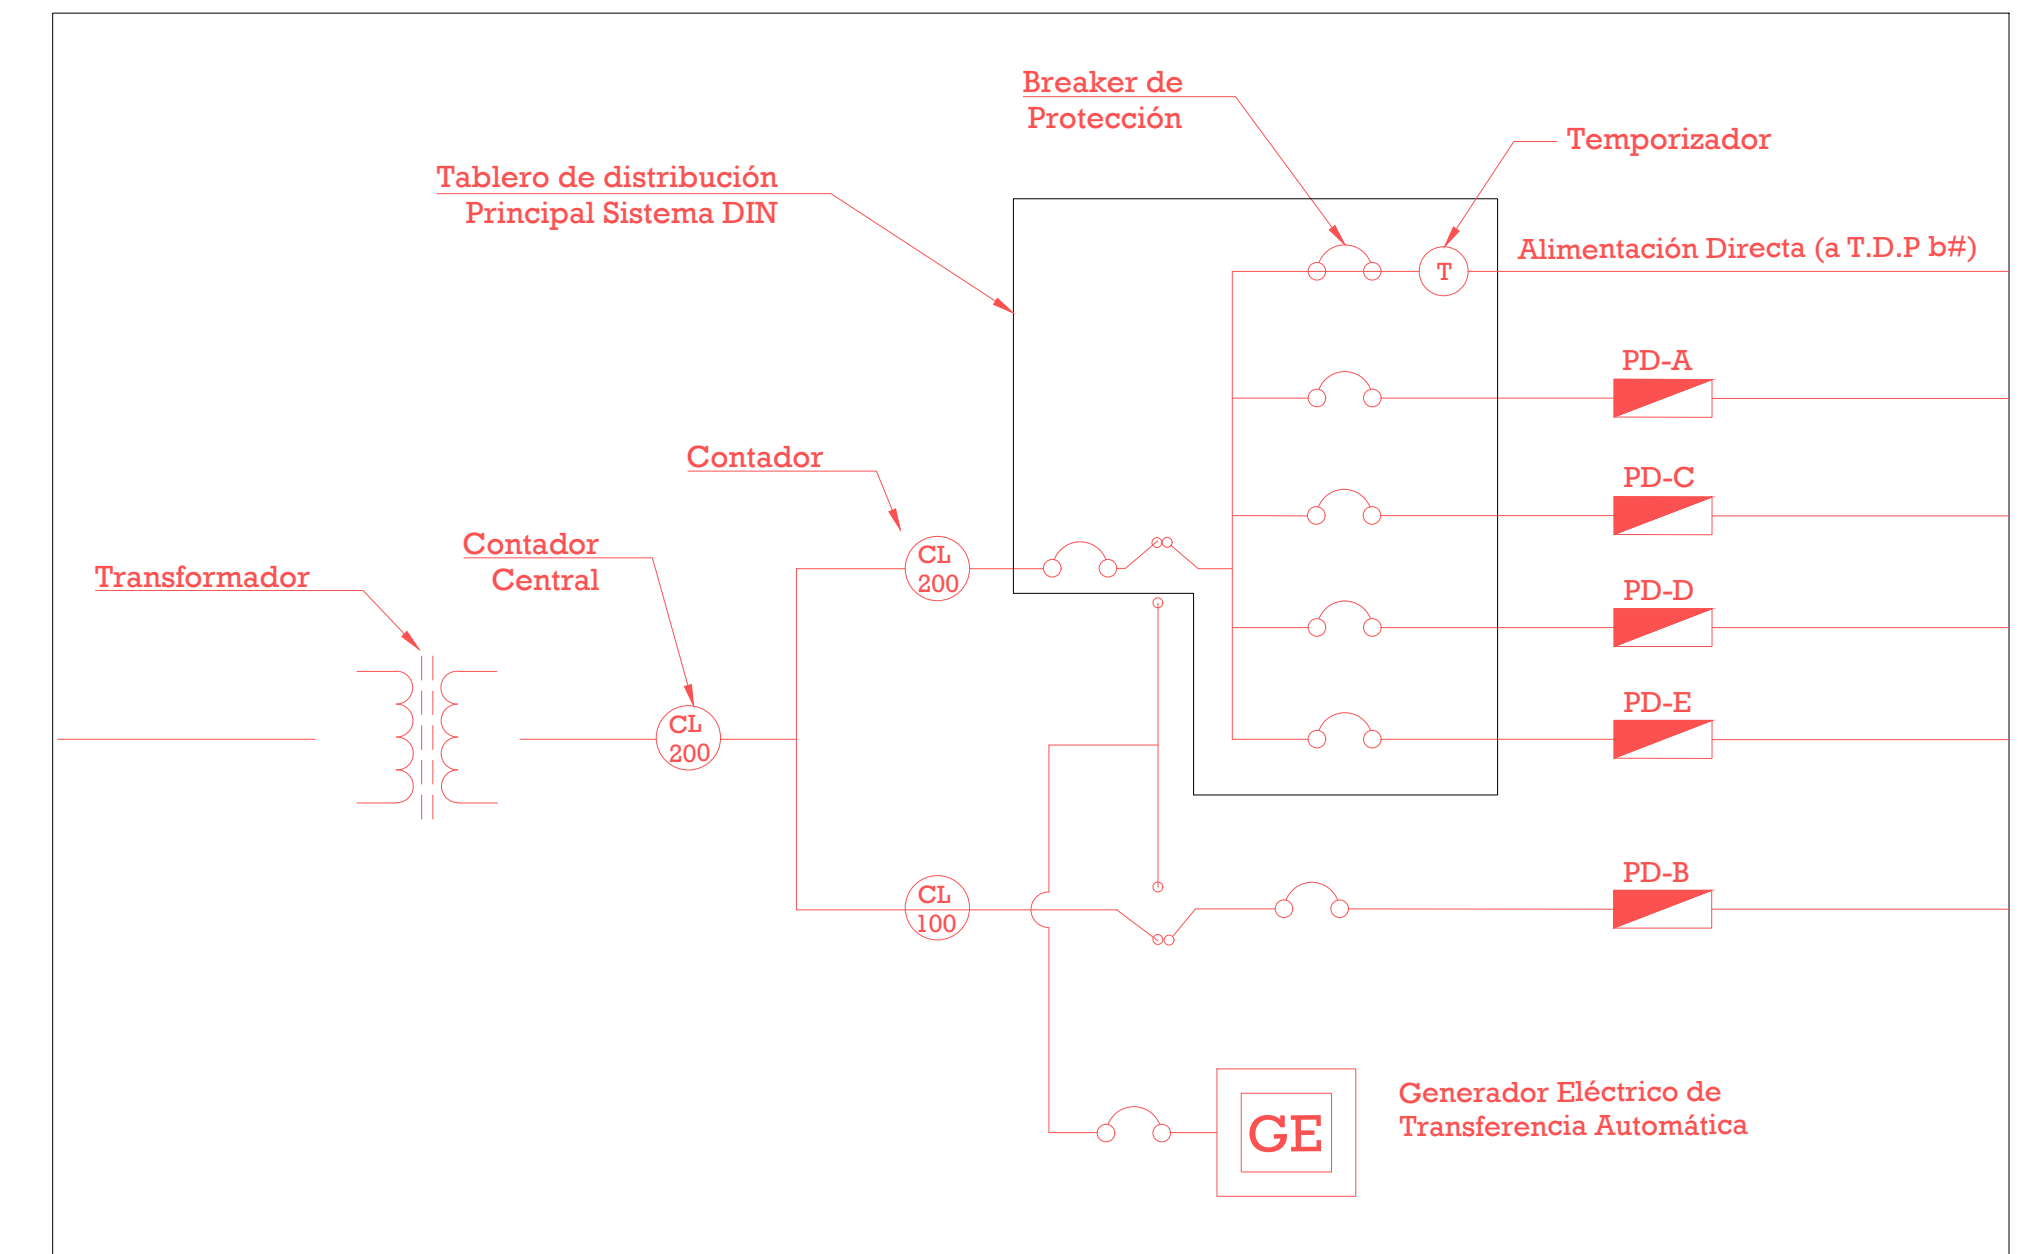 Breaker de
Protección
Temporizador
Tablero de distribución
Principal Sistema DIN
Alimentación Directa (a T.D.P b#)
T
PD-A
Contador
PD-C
Contador
Central
CL
200
Transformador
PD-D
PD-E
CL
200
PD-B
CL
100
Generador Eléctrico de
Transferencia Automática
GE